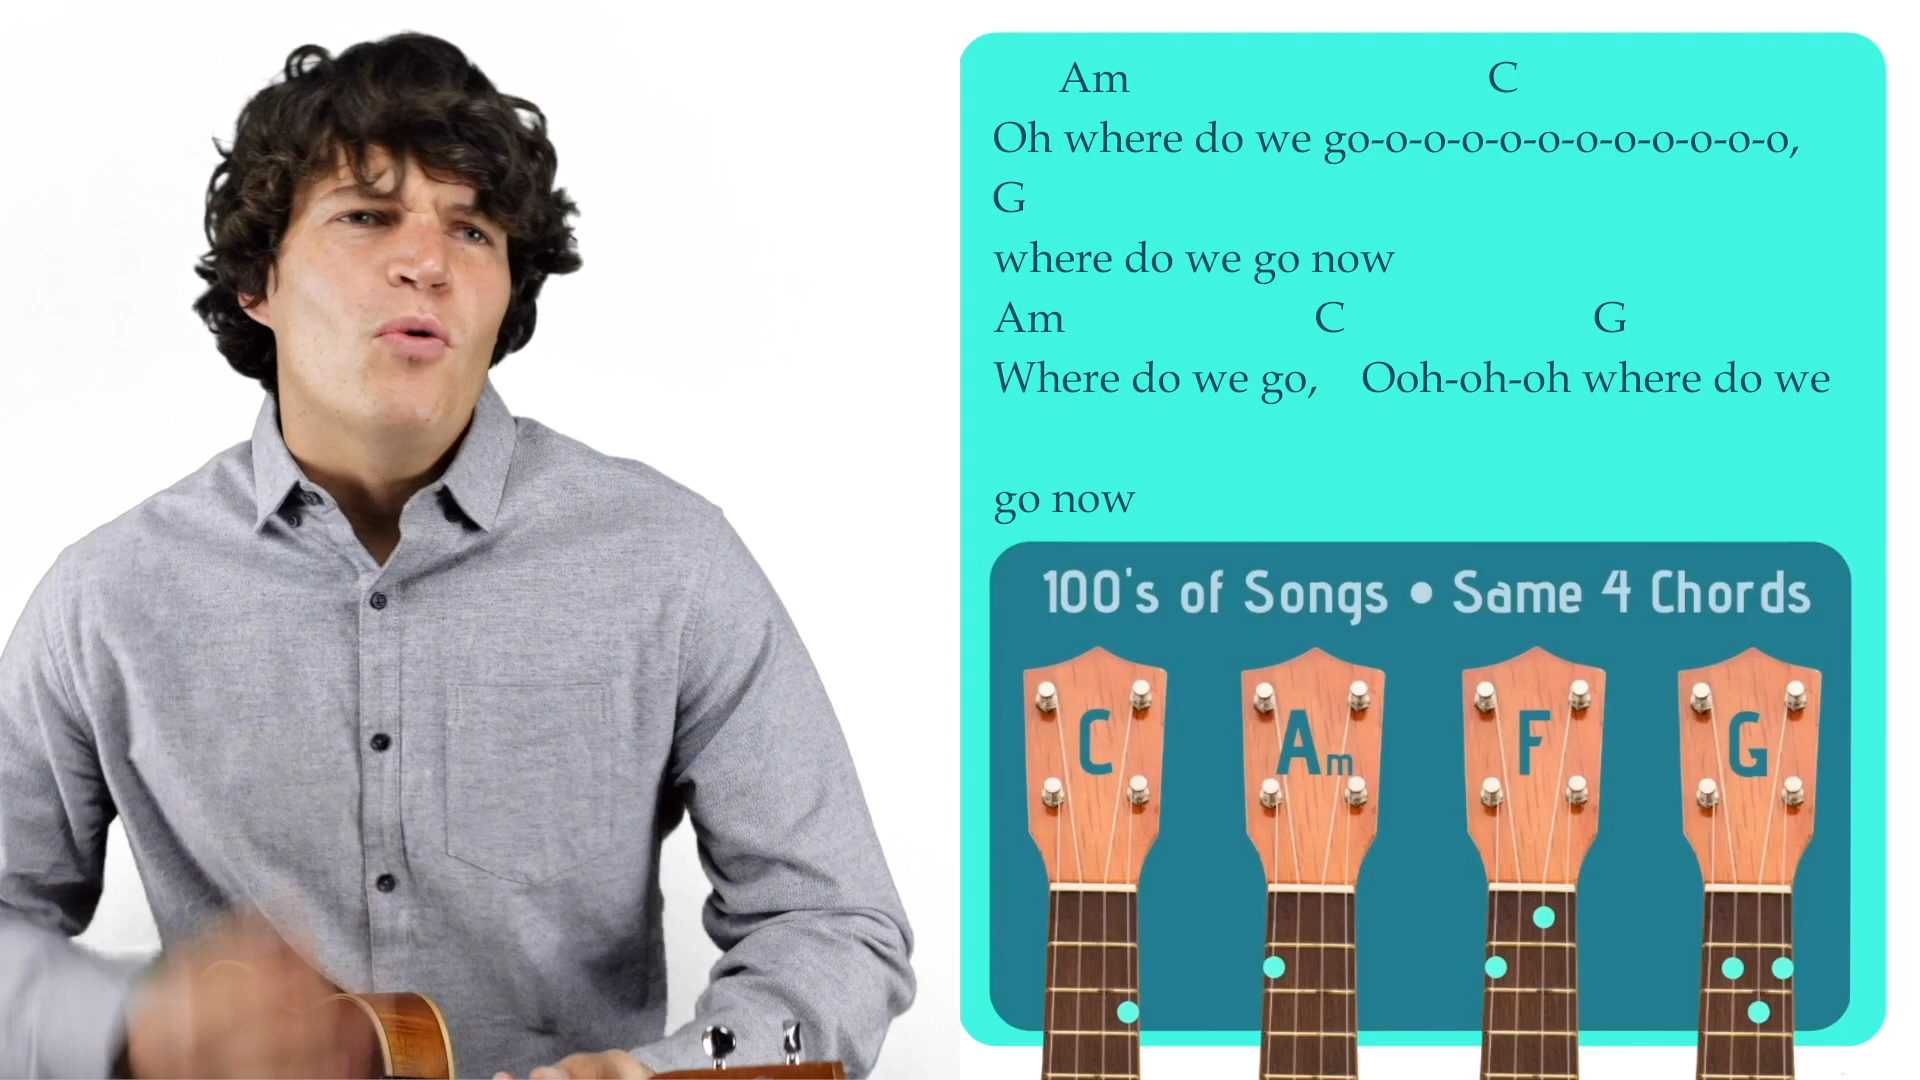 Am C
Oh where do we go-o-o-o-o-o-o-o-o-o-o-o,
G
where do we go now
Am C G
Where do we go, Ooh-oh-oh where do we
go now
100's of Songs • Same 4 Chords
C Am F G